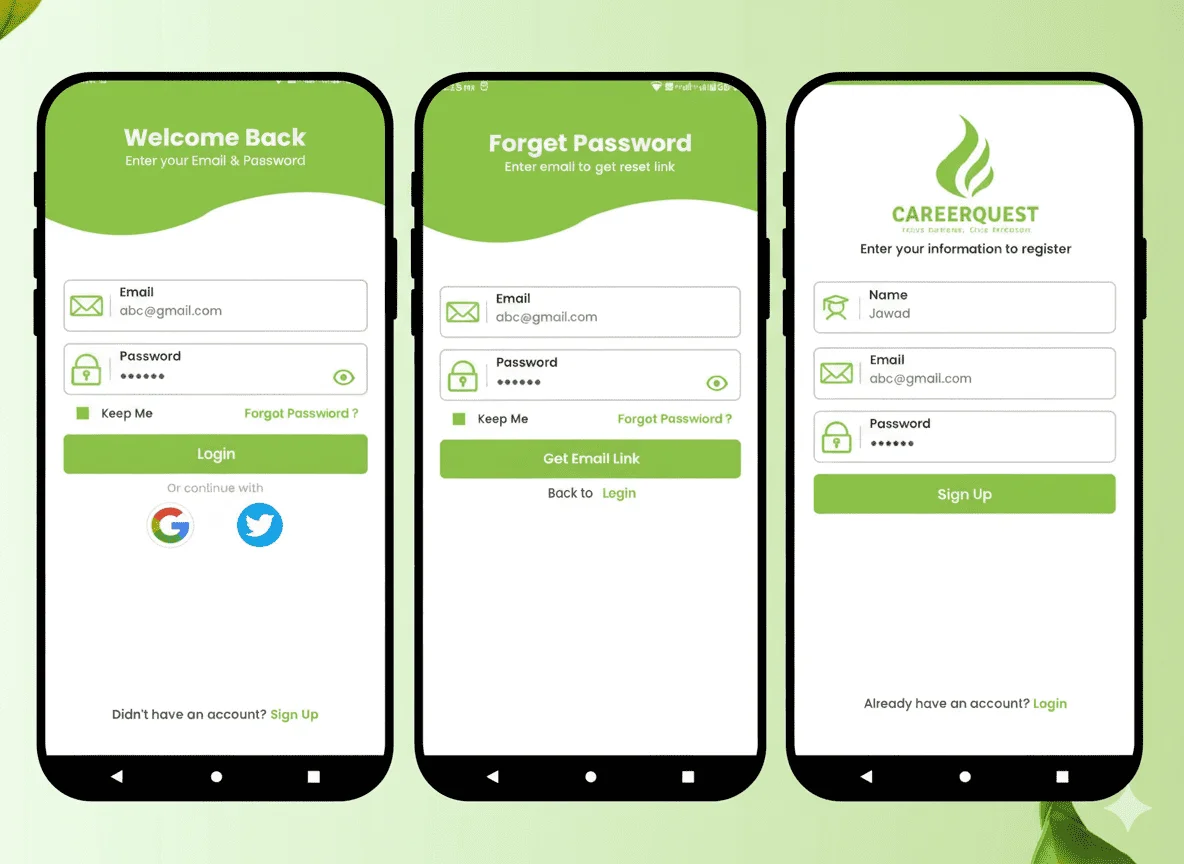 Welcome Back
Enter your Email & Password
Email
abc@gmail.com
Password
Keep Me
Forgot Passwiord ?
Login
Or continue with
G
Didn't have an account? Sign Up
Forget Password
Enter email to get reset link
Email
abc@gmail.com
Password
Keep Me
Forgot Passwiord ?
Get Email Link
Back to Login
CAREERQUEST
Enter your information to register
Name
Jawad
Email
abc@gmail.com
Password
Sign Up
Already have an account? Login